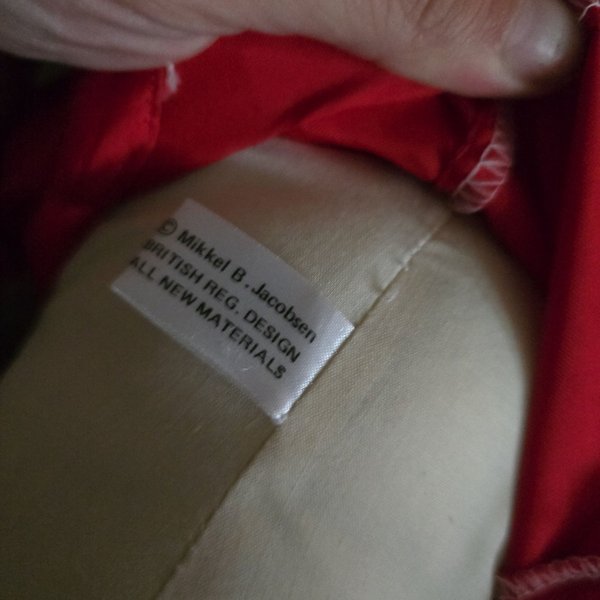 © Mikkel B. Jacobsen
BRITISH REG. DESIGN
ALL NEW MATERIALS